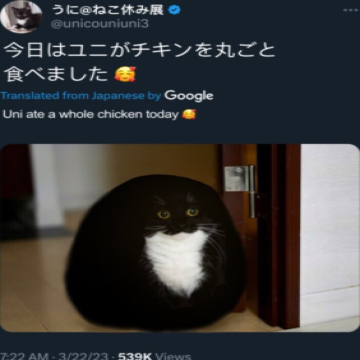 うに@ねこ休み展
@unicouniuni3
今日はユニがチキンを丸ごと
食べました 🥰
Translated from Japanese by Google
Uni ate a whole chicken today 🥰
7:22 AM · 3/22/23 · 539K Views